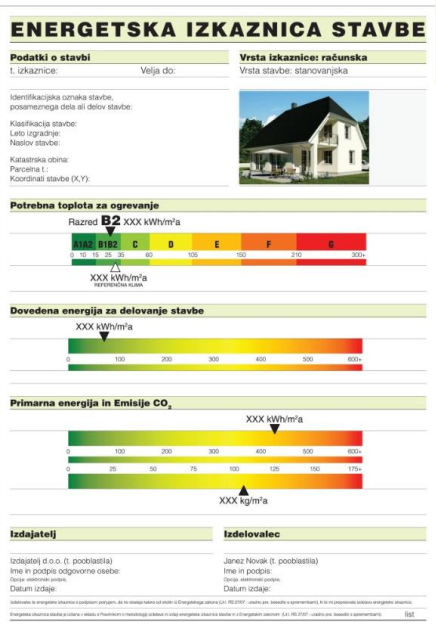 ENERGETSKA IZKAZNICA STAVBE
Podatki o stavbi
Vrsta izkaznice: računska
t. izkaznice:
Velja do:
Vrsta stavbe: stanovanjska
Identifikacijska oznaka stavbe,
posameznega dela ali delov stavbe:
Klasifikacija stavbe:
Leto izgradnje:
Naslov stavbe:
Katastrska obina:
Parcelna t.:
Koordinati stavbe (X,Y):
Potrebna toplota za ogrevanje
Razred B2 XXX kWh/m²a
A1 A2 B1 B2 C D E F G
0 10 15 25 35 60 105 150 210 300+
XXX kWh/m²a
REFERENČNA KLIMA
Dovedena energija za delovanje stavbe
XXX kWh/m²a
0 100 200 300 400 500 600+
Primarna energija in Emisije CO₂
XXX kWh/m²a
0 100 200 300 400 500 600+
0 25 50 75 100 125 150 175+
XXX kg/m²a
Izdajatelj
Izdelovalec
Izdajatelj d.o.o. (t. pooblastila)
Ime in podpis odgovorne osebe:
Opcija: elektronski podpis,
Datum izdaje:
Janez Novak (t. pooblastila)
Ime in podpis:
Opcija: elektronski podpis,
Datum izdaje:
list